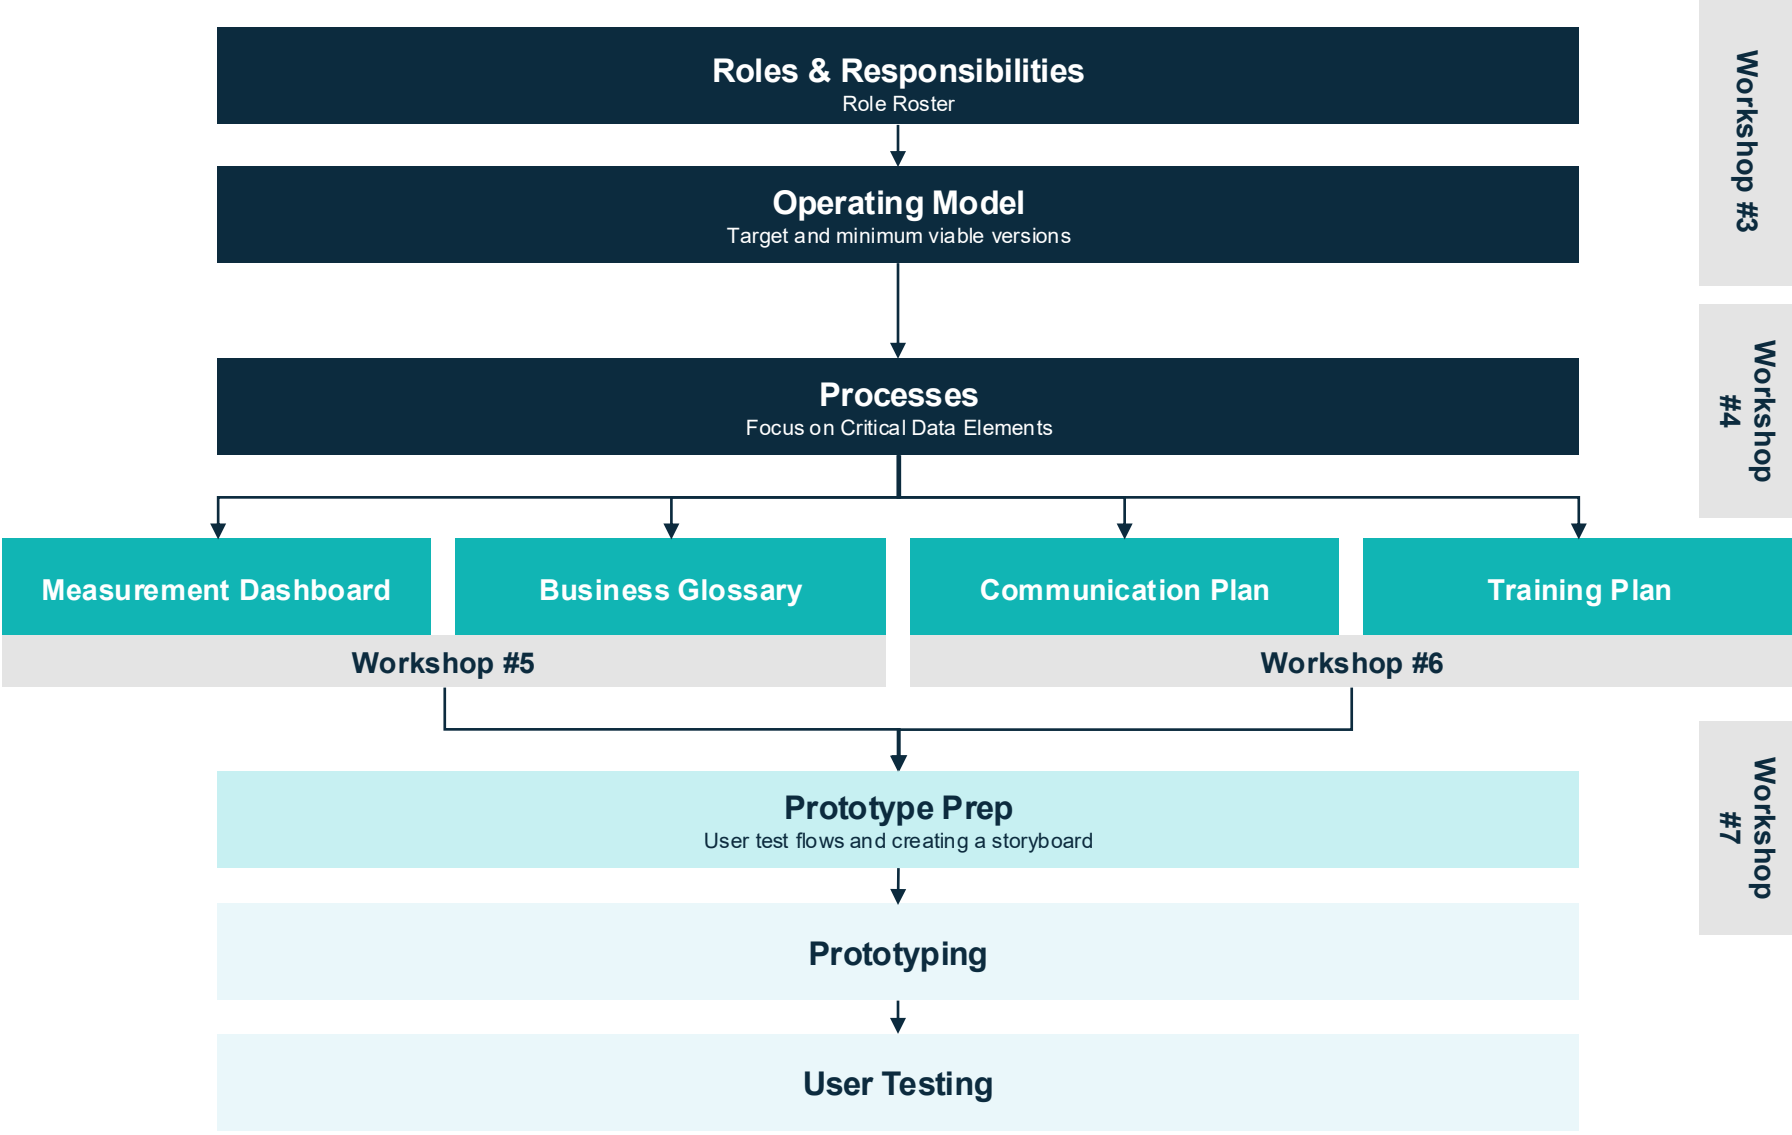 Roles & Responsibilities
Role Roster
Workshop #3
Operating Model
Target and minimum viable versions
Processes
Focus on Critical Data Elements
Workshop
#4
Measurement Dashboard
Business Glossary
Communication Plan
Training Plan
Workshop #5
Workshop #6
Prototype Prep
User test flows and creating a storyboard
Workshop
#7
Prototyping
User Testing